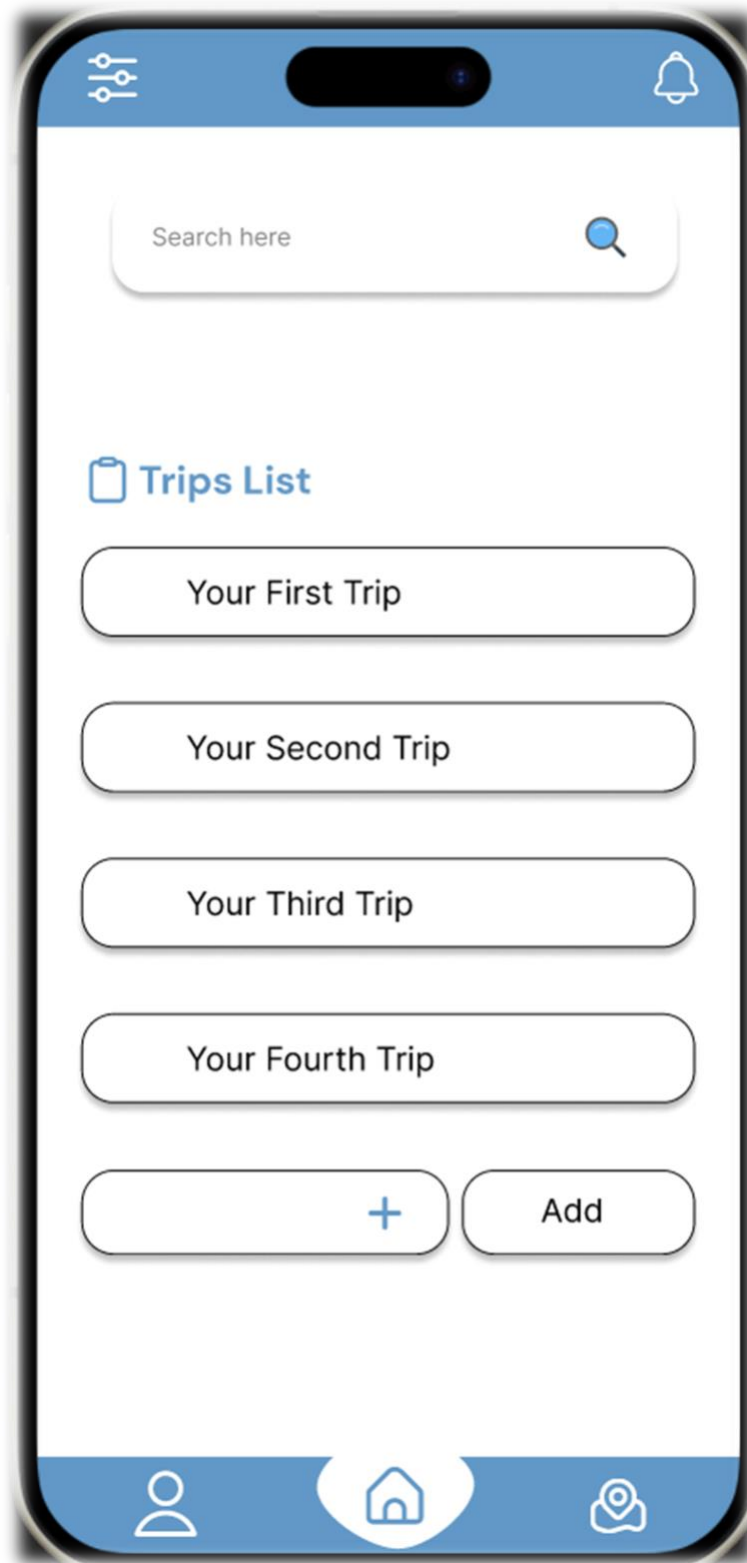 Search here
Trips List
Your First Trip
Your Second Trip
Your Third Trip
Your Fourth Trip
+ Add